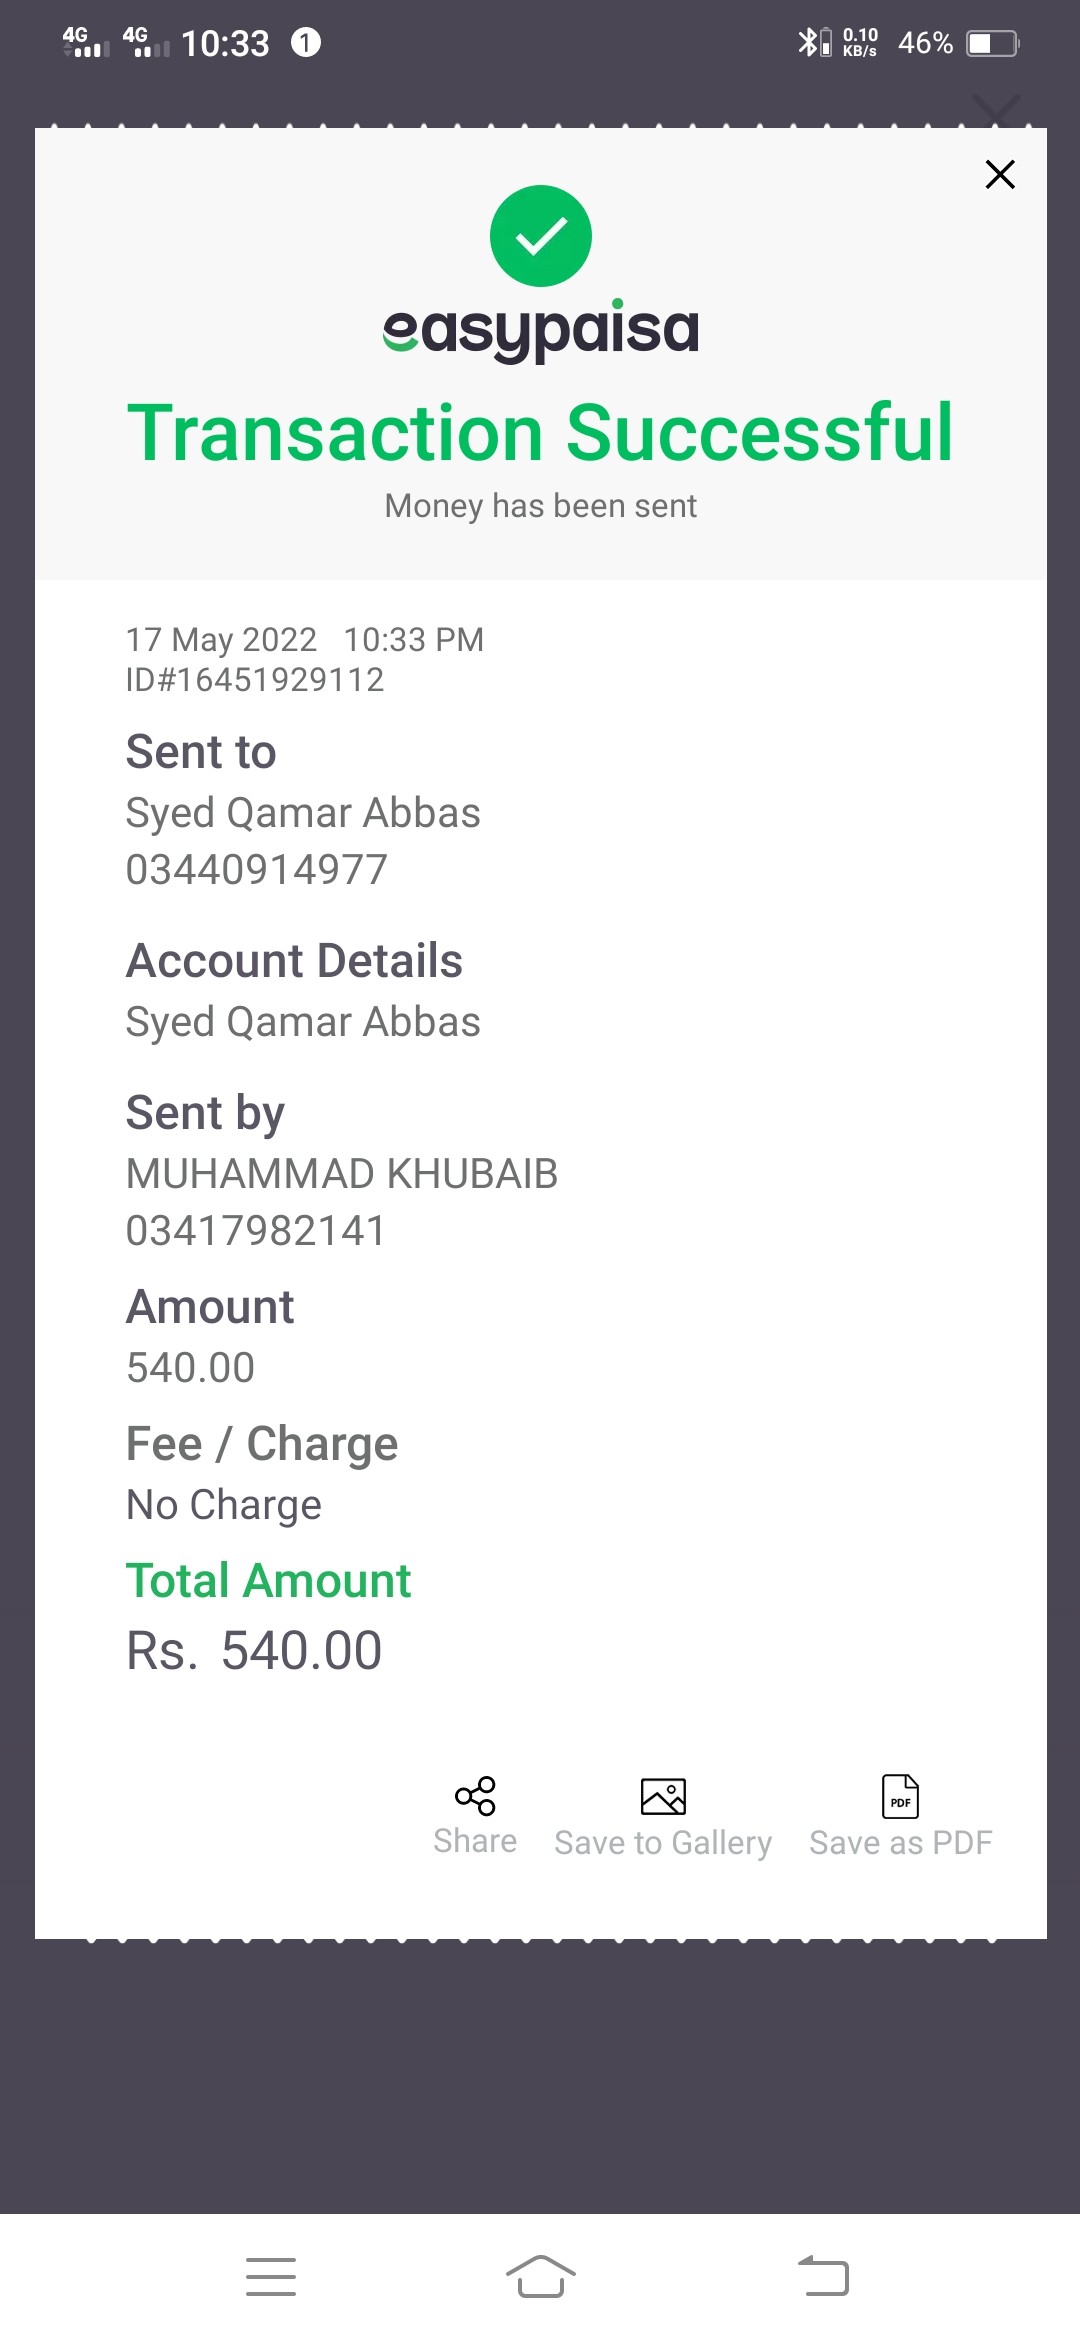 4G 4G 10:33 1 0.10 KB/s 46%
easypaisa
Transaction Successful
Money has been sent
17 May 2022 10:33 PM
ID#16451929112
Sent to
Syed Qamar Abbas
03440914977
Account Details
Syed Qamar Abbas
Sent by
MUHAMMAD KHUBAIB
03417982141
Amount
540.00
Fee / Charge
No Charge
Total Amount
Rs. 540.00
PDF
Share Save to Gallery Save as PDF